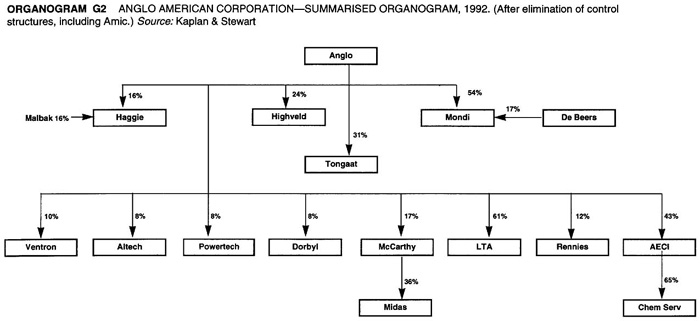 ORGANOGRAM G2 ANGLO AMERICAN CORPORATION—SUMMARISED ORGANOGRAM, 1992. (After elimination of control
structures, including Amic.) Source: Kaplan & Stewart
Anglo
16%
24%
54%
Malbak 16%
Haggie
Highveld
Mondi
17%
De Beers
31%
Tongaat
10%
8%
8%
8%
17%
61%
12%
43%
Ventron
Altech
Powertech
Dorbyl
McCarthy
LTA
Rennies
AECI
36%
65%
Midas
Chem Serv